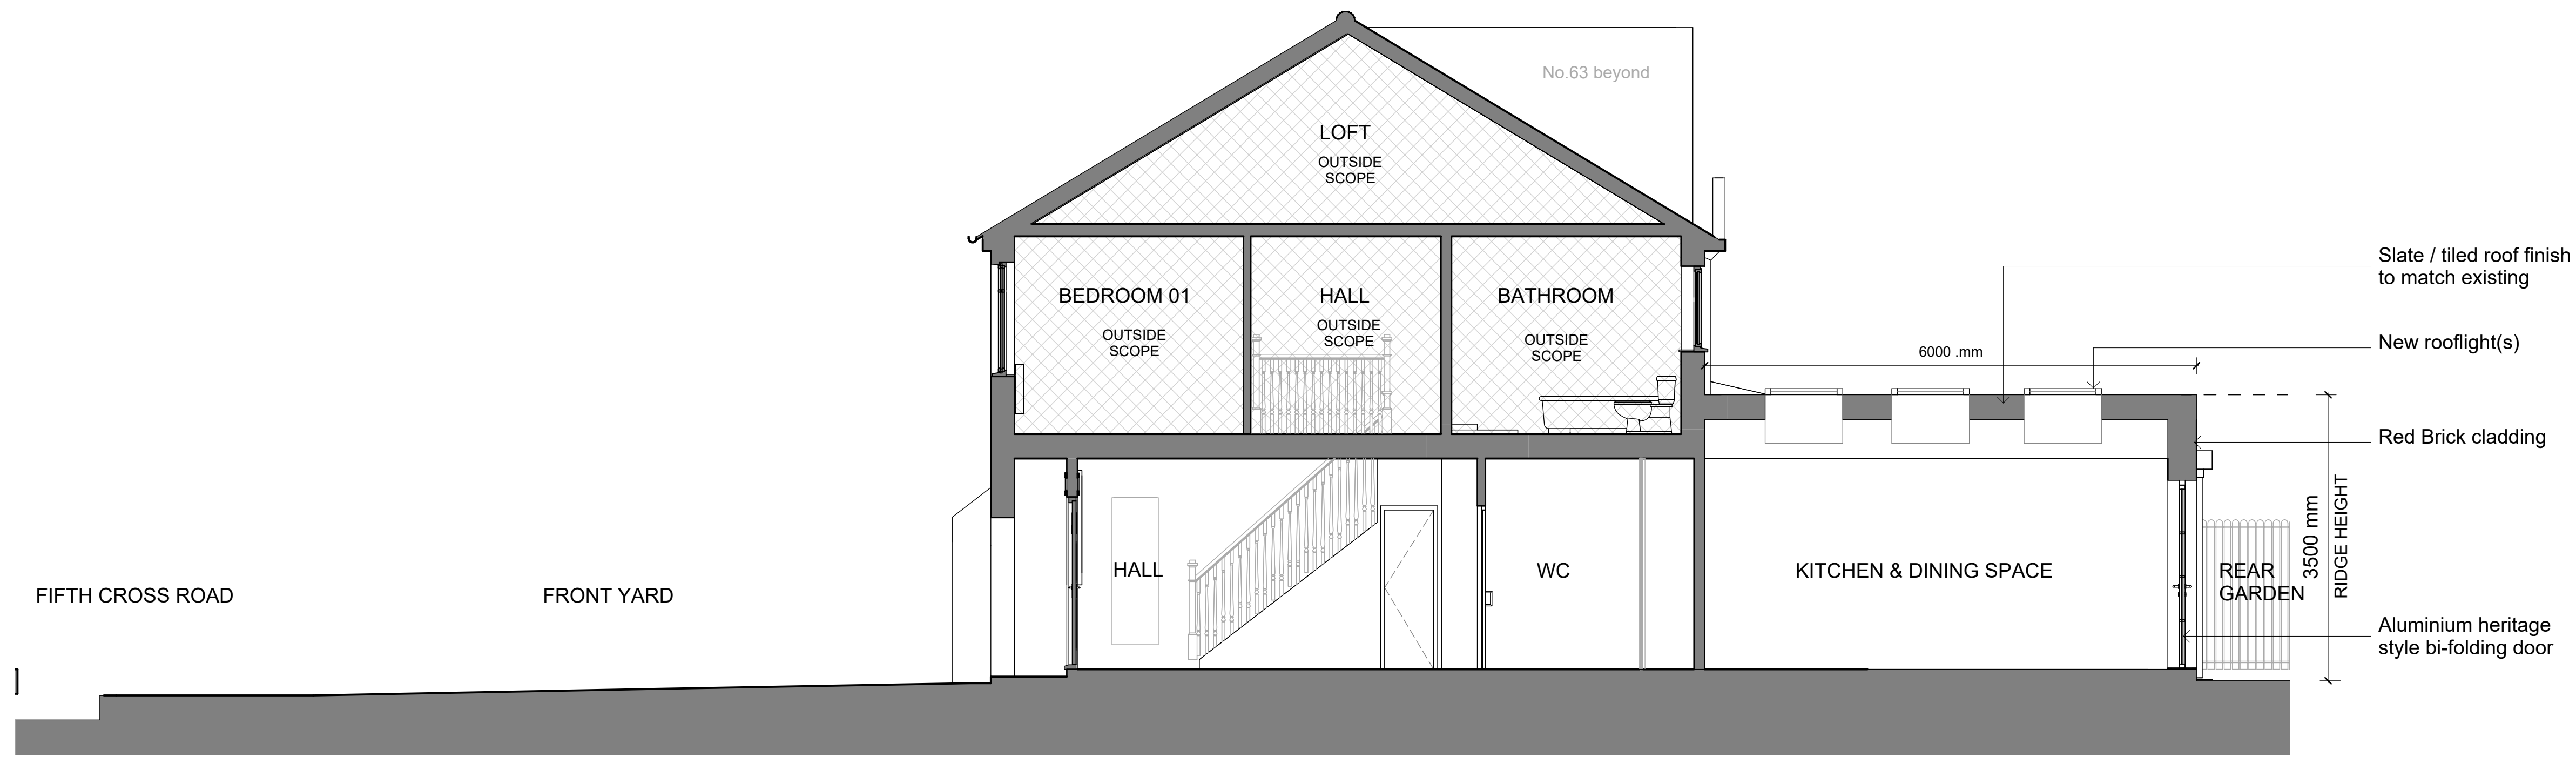 No.63 beyond
LOFT
OUTSIDE
SCOPE
BEDROOM 01
OUTSIDE
SCOPE
HALL
OUTSIDE
SCOPE
BATHROOM
OUTSIDE
SCOPE
Slate / tiled roof finish
to match existing
New rooflight(s)
6000 .mm
Red Brick cladding
3500 mm
RIDGE HEIGHT
FIFTH CROSS ROAD
FRONT YARD
HALL
WC
KITCHEN & DINING SPACE
REAR
GARDEN
Aluminium heritage
style bi-folding door